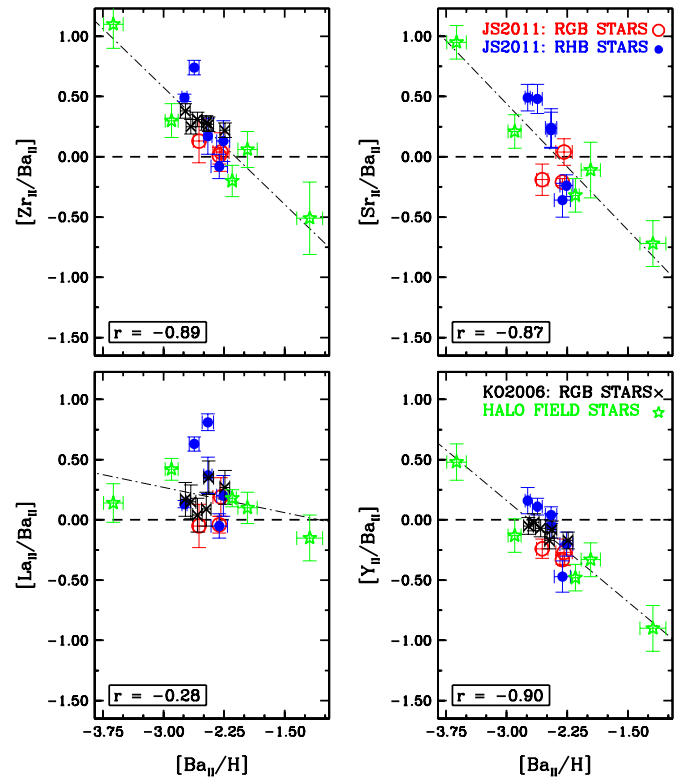 JS2011: RGB STARS
JS2011: RHB STARS
1.00
0.50
0.00
−0.50
−1.00
−1.50
[Zr_II/Ba_II]
r = −0.89
1.00
0.50
0.00
−0.50
−1.00
−1.50
[Sr_II/Ba_II]
r = −0.87
1.00
0.50
0.00
−0.50
−1.00
−1.50
[La_II/Ba_II]
r = −0.28
−3.75 −3.00 −2.25 −1.50
[Ba_II/H]
KO2006: RGB STARS
HALO FIELD STARS
1.00
0.50
0.00
−0.50
−1.00
−1.50
[Y_II/Ba_II]
r = −0.90
−3.75 −3.00 −2.25 −1.50
[Ba_II/H]